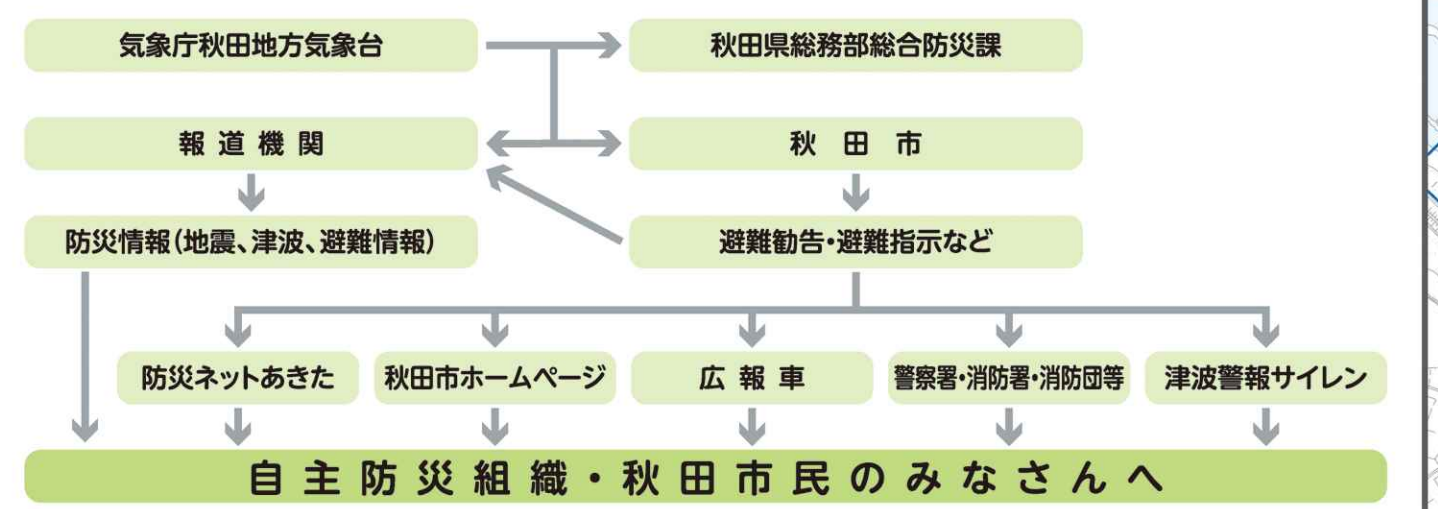 気象庁秋田地方気象台
秋田県総務部総合防災課
報道機関
秋田市
防災情報(地震、津波、避難情報)
避難勧告・避難指示など
防災ネットあきた
秋田市ホームページ
広報車
警察署・消防署・消防団等
津波警報サイレン
自主防災組織・秋田市民のみなさんへ